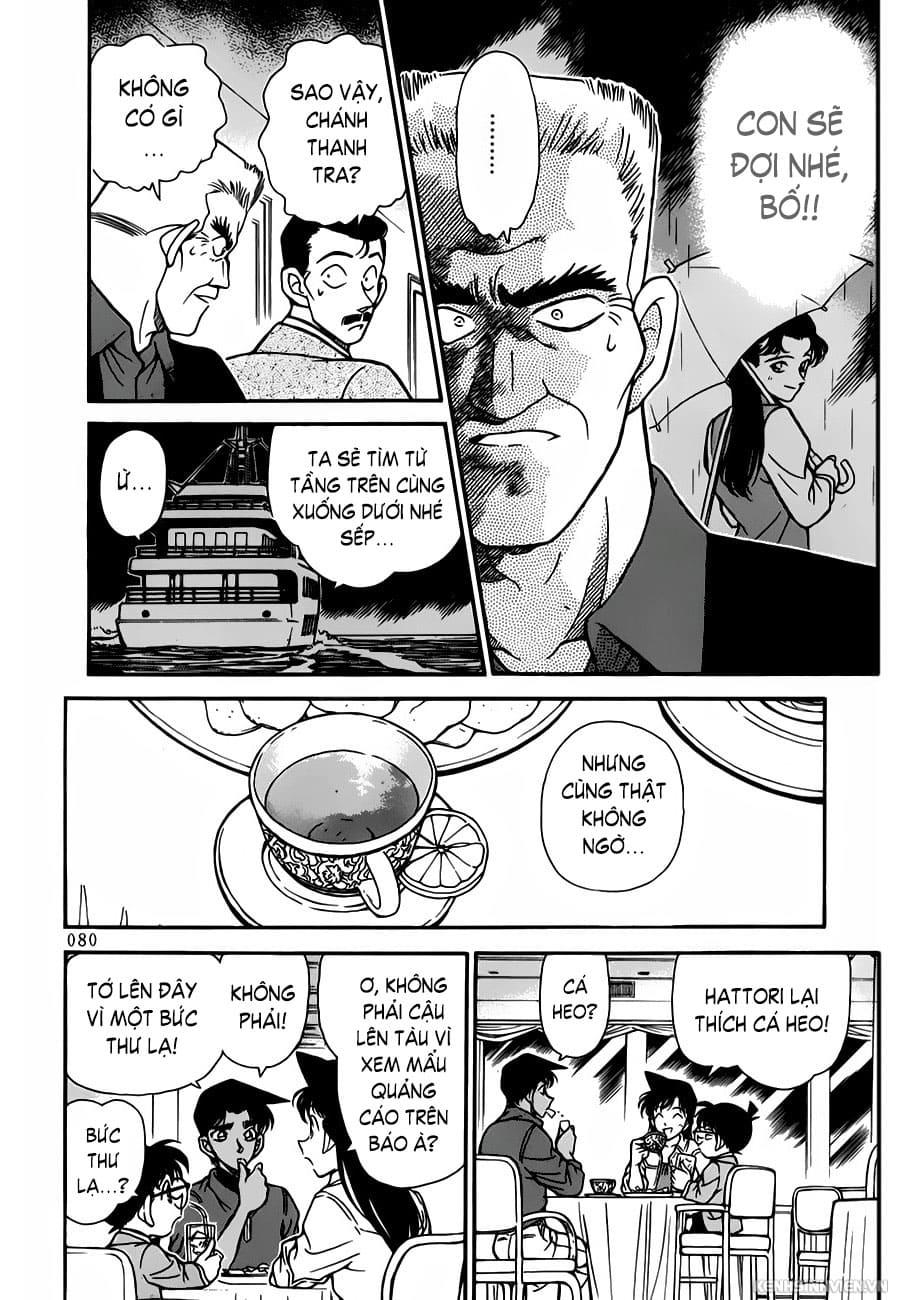 CON SẼ
ĐỢI NHÉ,
BỐ!!
..........
SAO VẬY,
CHÁNH
THANH
TRA?
KHÔNG
CÓ GÌ
...
TA SẼ TÌM TỪ
TẦNG TRÊN CÙNG
XUỐNG DƯỚI NHÉ
SẾP...
Ừ...
NHƯNG
CÙNG THẬT
KHÔNG
NGỜ...
080
HATTORI LẠI
THÍCH CÁ HEO!
CÁ
HEO?
Ơ, KHÔNG
PHẢI CẬU
LÊN TÀU VÌ
XEM MẨU
QUẢNG
CÁO TRÊN
BÁO À?
KHÔNG
PHẢI!
TỚ LÊN ĐÂY
VÌ MỘT BỨC
THƯ LẠ!
BỨC
THƯ
LẠ...?
KENHSINHVIEN.VN